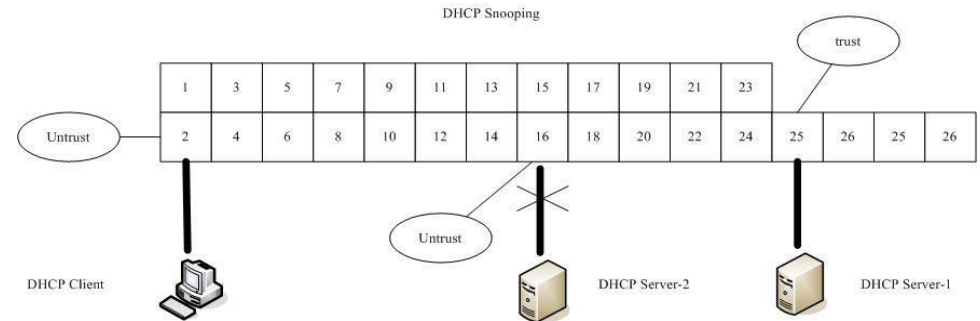 DHCP Snooping
trust
1 3 5 7 9 11 13 15 17 19 21 23
Untrust
2 4 6 8 10 12 14 16 18 20 22 24 25 26 25 26
Untrust
DHCP Client
DHCP Server-2
DHCP Server-1